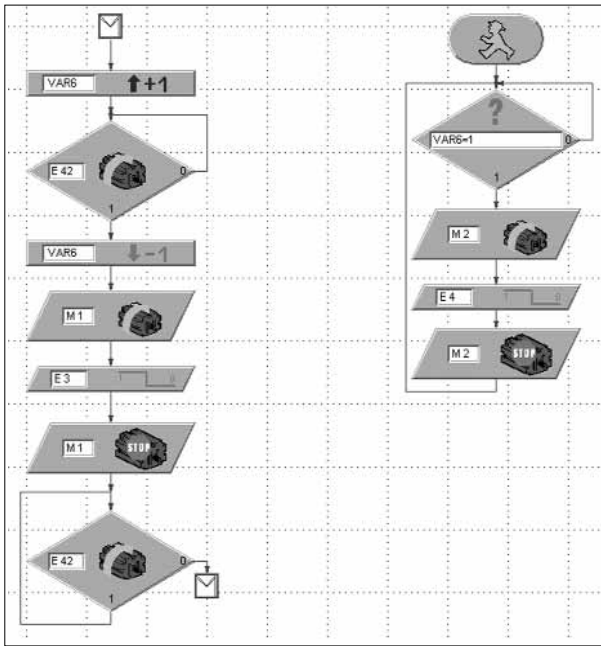 VAR6 +1
E 42 0
1
VAR6 -1
M 1
E 3 1 0
M 1 STOP
E 42 0
1
?
VAR6=1 0
1
M 2
E 4 1 0
M 2 STOP